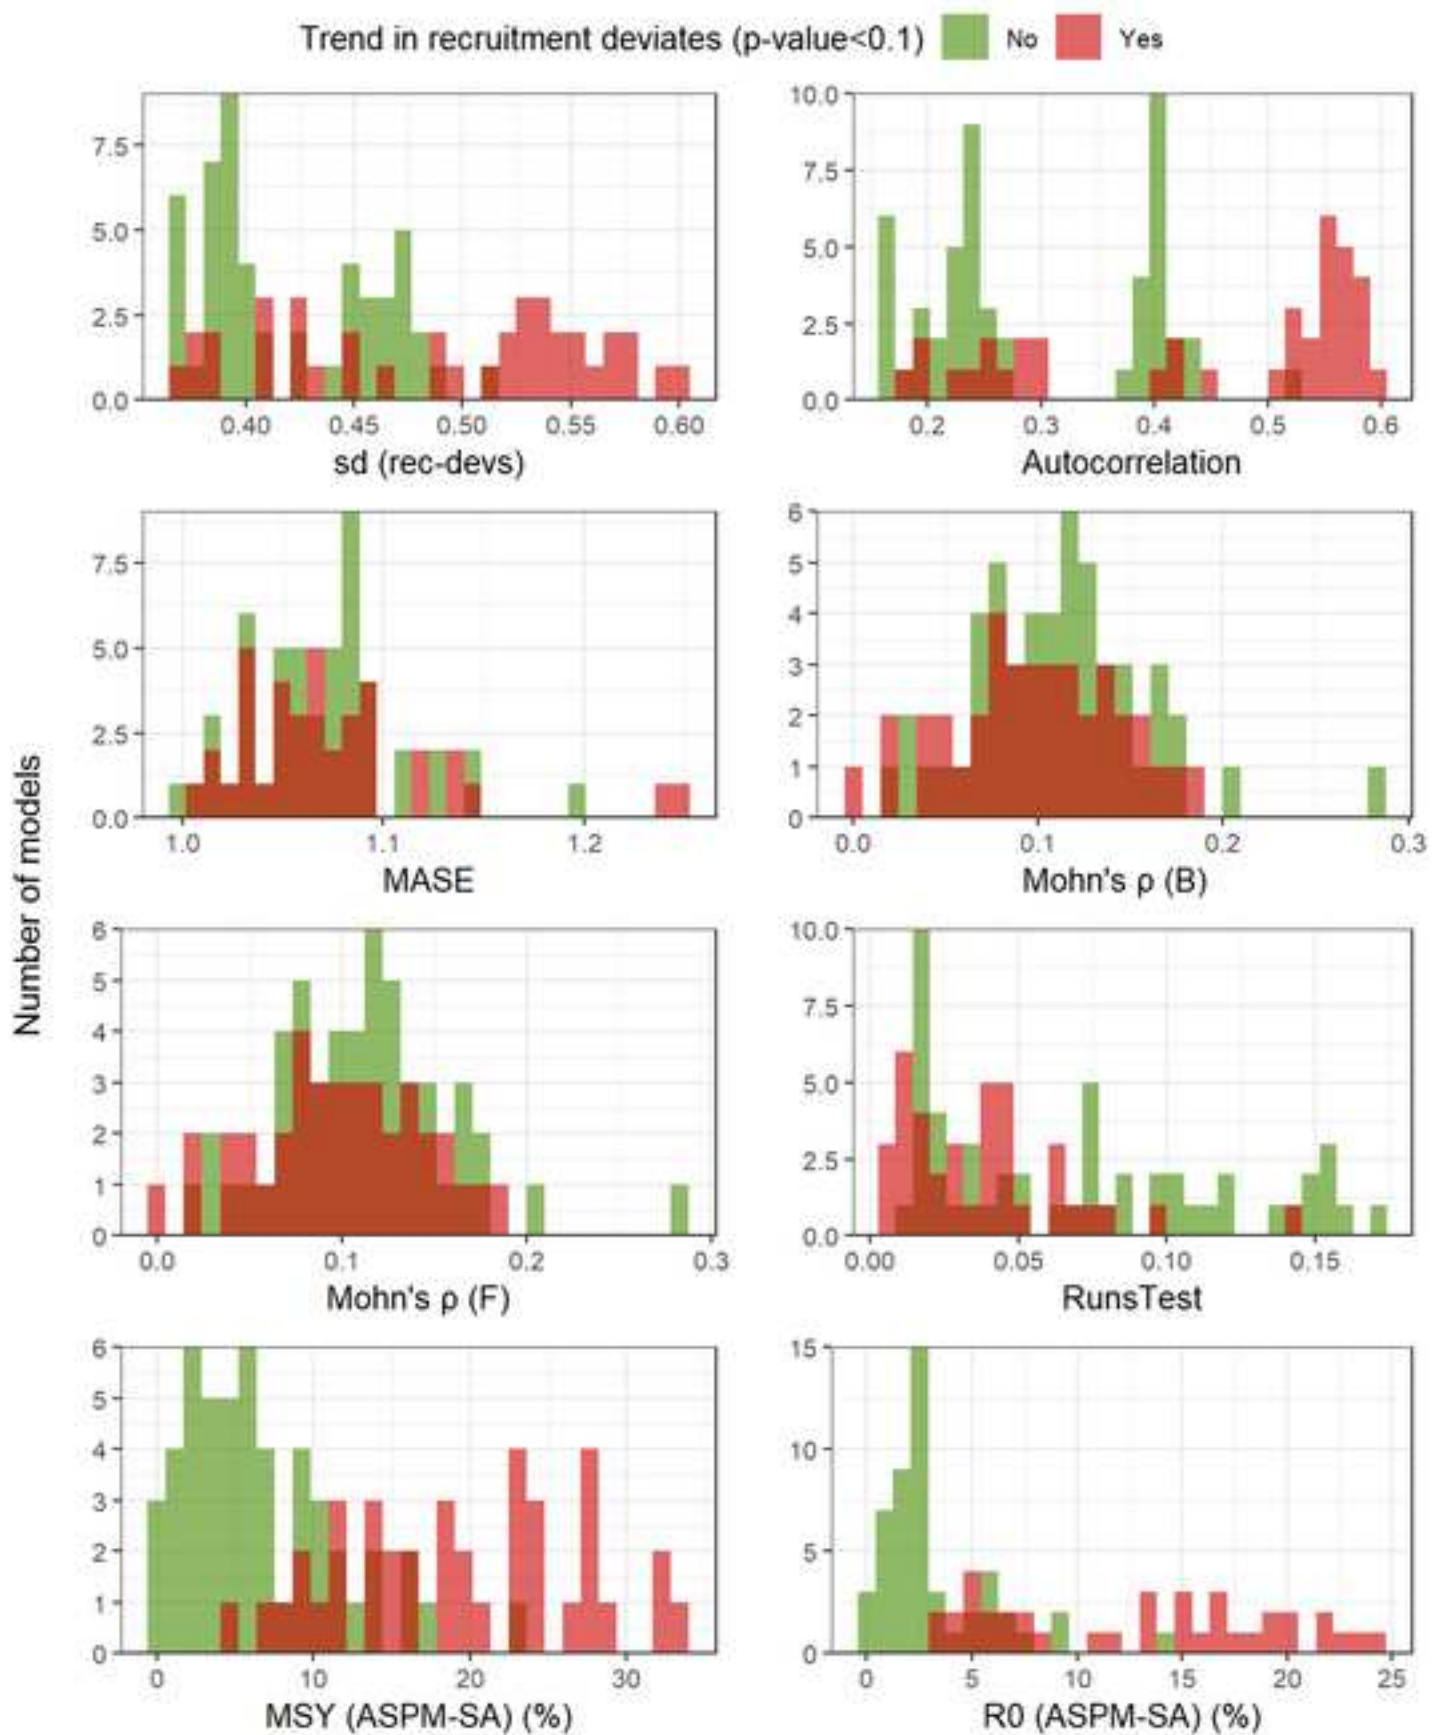 Trend in recruitment deviates (p-value<0.1) No Yes
7.5
5.0
2.5
0.0
0.40 0.45 0.50 0.55 0.60
sd (rec-devs)
10.0
7.5
5.0
2.5
0.0
0.2 0.3 0.4 0.5 0.6
Autocorrelation
Number of models
7.5
5.0
2.5
0.0
1.0 1.1 1.2
MASE
6
5
4
3
2
1
0
0.0 0.1 0.2 0.3
Mohn's ρ (B)
6
5
4
3
2
1
0
0.0 0.1 0.2 0.3
Mohn's ρ (F)
10.0
7.5
5.0
2.5
0.0
0.00 0.05 0.10 0.15
RunsTest
6
5
4
3
2
1
0
0 10 20 30
MSY (ASPM-SA) (%)
15
10
5
0
0 5 10 15 20 25
R0 (ASPM-SA) (%)